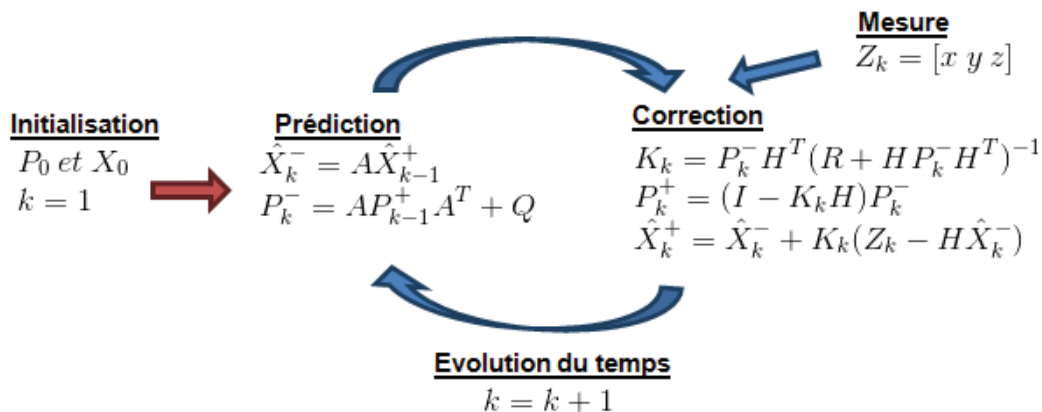 Mesure
$Z_k = [x\ y\ z]$
Initialisation
$P_0\ et\ X_0$
$k = 1$
Prédiction
$\hat{X}_k^- = A\hat{X}_{k-1}^+$
$P_k^- = AP_{k-1}^+A^T + Q$
Correction
$K_k = P_k^-H^T(R + HP_k^-H^T)^{-1}$
$P_k^+ = (I - K_kH)P_k^-$
$\hat{X}_k^+ = \hat{X}_k^- + K_k(Z_k - H\hat{X}_k^-)$
Evolution du temps
$k = k + 1$